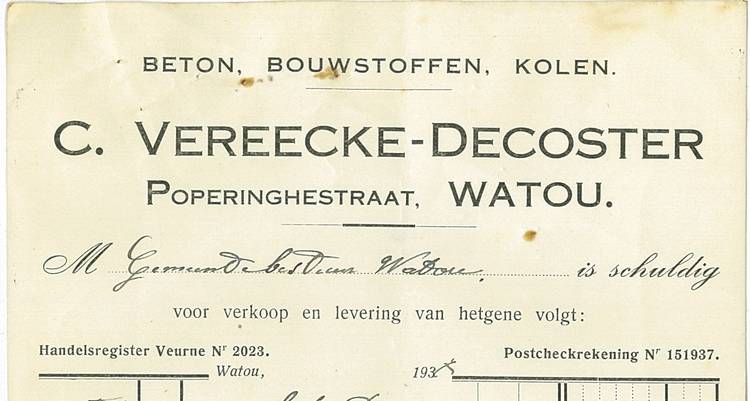 BETON, BOUWSTOFFEN, KOLEN.
C. VEREECKE-DECOSTER
POPERINGHESTRAAT, WATOU.
M Gemeentebestuur Watou, is schuldig
voor verkoop en levering van hetgene volgt:
Handelsregister Veurne Nr 2023. Postcheckrekening Nr 151937.
Watou, 193